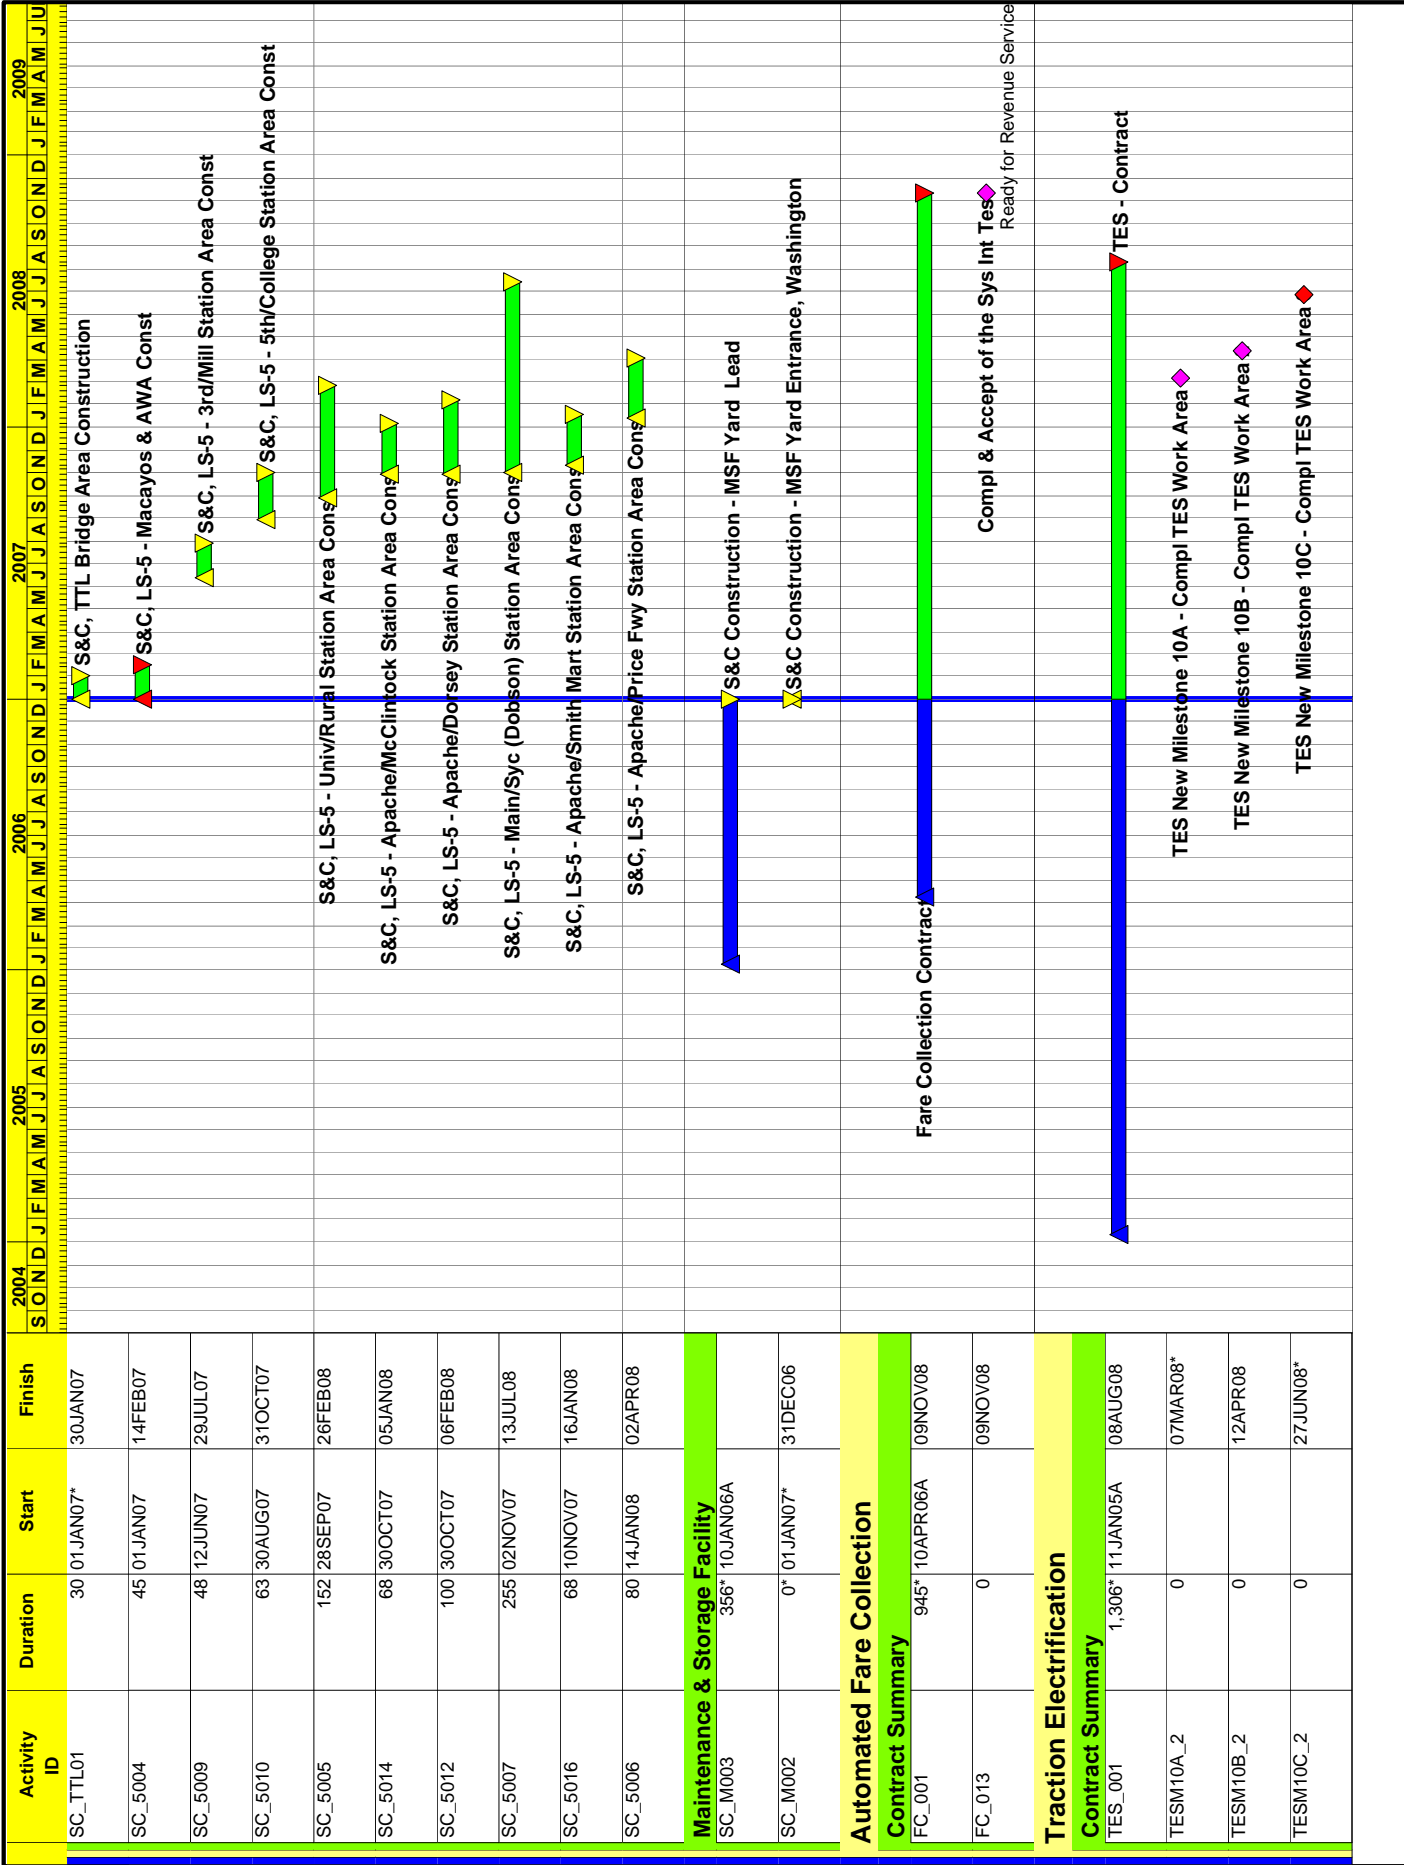 Activity ID Duration Start Finish 2004 2005 2006 2007 2008 2009
S O N D J F M A M J J A S O N D J F M A M J J A S O N D J F M A M J J A S O N D J F M A M J J A S O N D J F M A M J JU
SC_TTL01 30 01JAN07* 30JAN07 S&C, TTL Bridge Area Construction
SC_5004 45 01JAN07 14FEB07 S&C, LS-5 - Macayos & AWA Const
SC_5009 48 12JUN07 29JUL07 S&C, LS-5 - 3rd/Mill Station Area Const
SC_5010 63 30AUG07 31OCT07 S&C, LS-5 - 5th/College Station Area Const
SC_5005 152 28SEP07 26FEB08 S&C, LS-5 - Univ/Rural Station Area Cons
SC_5014 68 30OCT07 05JAN08 S&C, LS-5 - Apache/McClintock Station Area Cons
SC_5012 100 30OCT07 06FEB08 S&C, LS-5 - Apache/Dorsey Station Area Cons
SC_5007 255 02NOV07 13JUL08 S&C, LS-5 - Main/Syc (Dobson) Station Area Cons
SC_5016 68 10NOV07 16JAN08 S&C, LS-5 - Apache/Smith Mart Station Area Cons
SC_5006 80 14JAN08 02APR08 S&C, LS-5 - Apache/Price Fwy Station Area Cons
Maintenance & Storage Facility
SC_M003 356* 10JAN06A S&C Construction - MSF Yard Lead
SC_M002 0* 01JAN07* 31DEC06 S&C Construction - MSF Yard Entrance, Washington
Automated Fare Collection
Contract Summary
FC_001 945* 10APR06A 09NOV08 Fare Collection Contract
FC_013 0 09NOV08 Compl & Accept of the Sys Int Tes
Ready for Revenue Service
Traction Electrification
Contract Summary
TES_001 1,306* 11JAN05A 08AUG08 TES - Contract
TESM10A_2 0 07MAR08* TES New Milestone 10A - Compl TES Work Area
TESM10B_2 0 12APR08 TES New Milestone 10B - Compl TES Work Area
TESM10C_2 0 27JUN08* TES New Milestone 10C - Compl TES Work Area